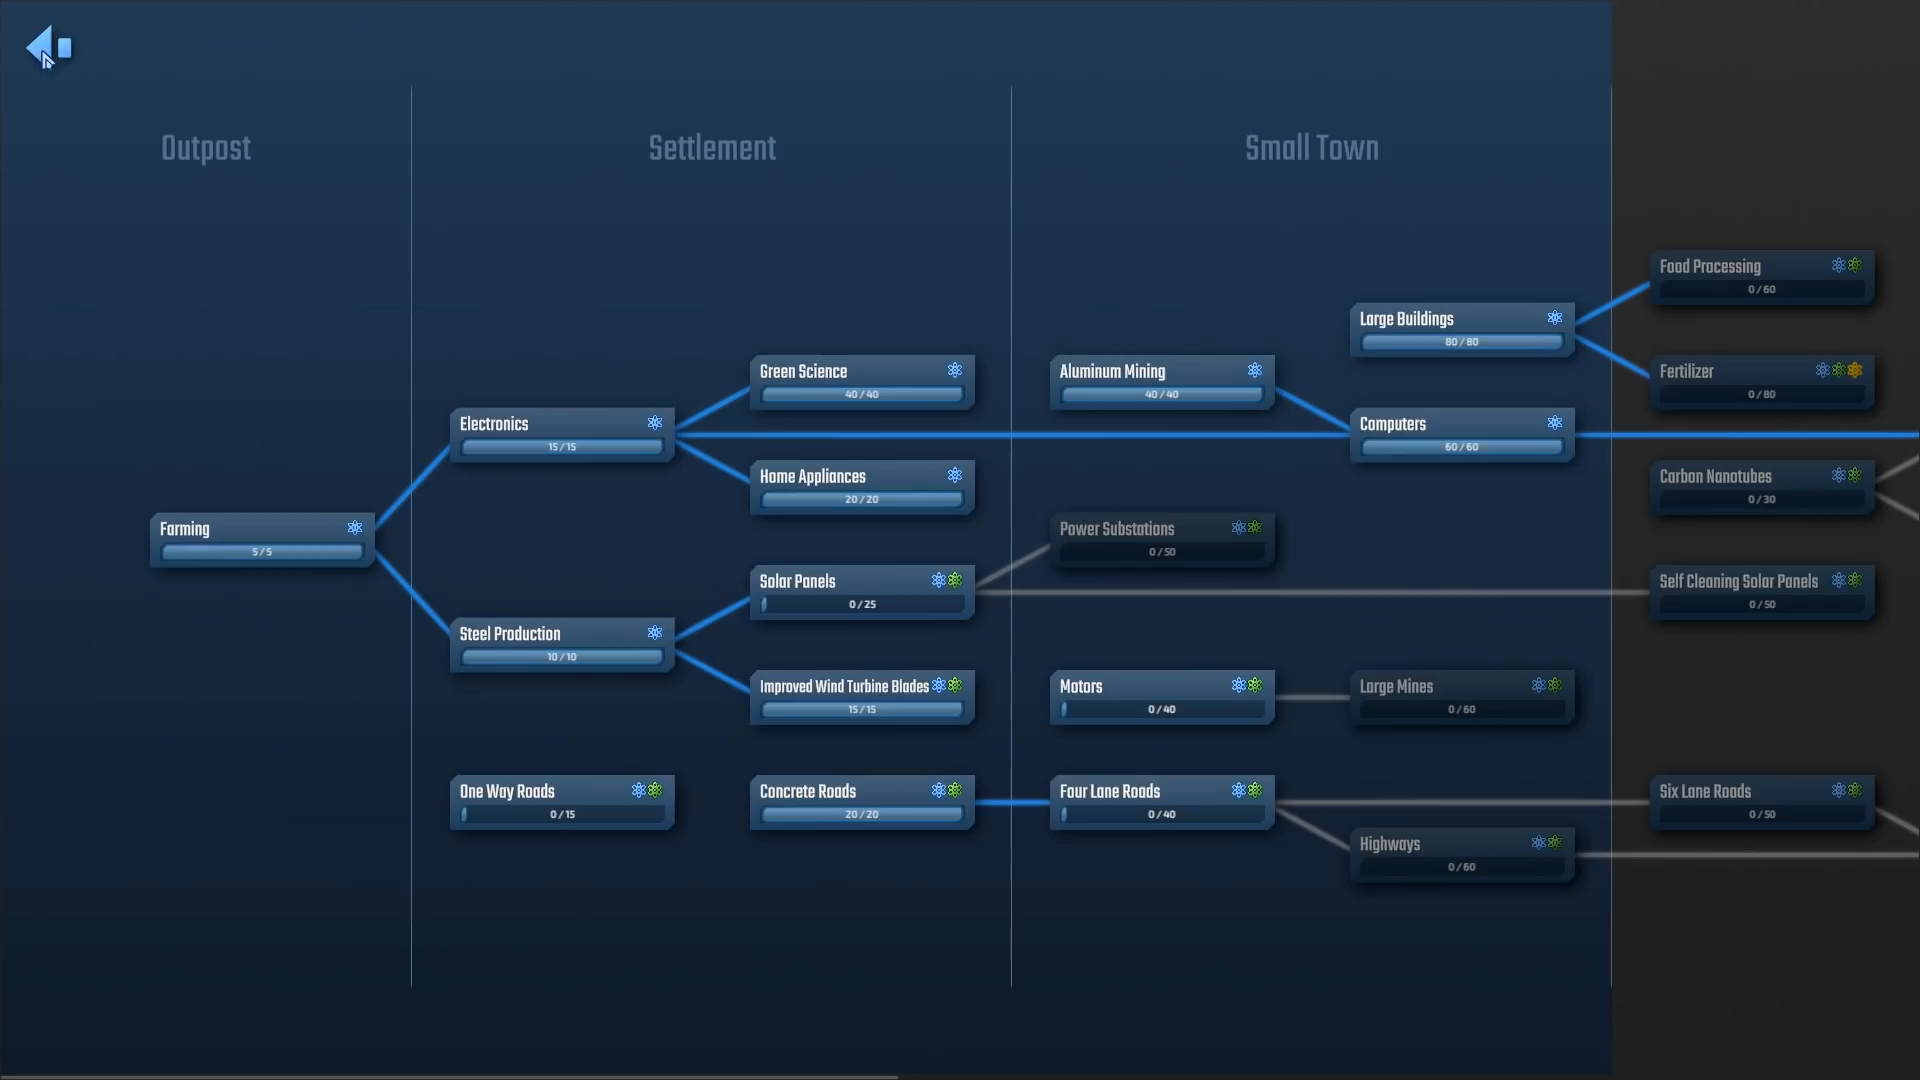 Outpost
Settlement
Small Town
Food Processing
0/60
Large Buildings
80/80
Green Science
40/40
Aluminum Mining
40/40
Fertilizer
0/80
Electronics
15/15
Computers
60/60
Home Appliances
20/20
Carbon Nanotubes
0/30
Farming
5/5
Power Substations
0/50
Solar Panels
0/25
Self Cleaning Solar Panels
0/50
Steel Production
10/10
Improved Wind Turbine Blades
15/15
Motors
0/40
Large Mines
0/60
One Way Roads
0/15
Concrete Roads
20/20
Four Lane Roads
0/40
Six Lane Roads
0/50
Highways
0/60